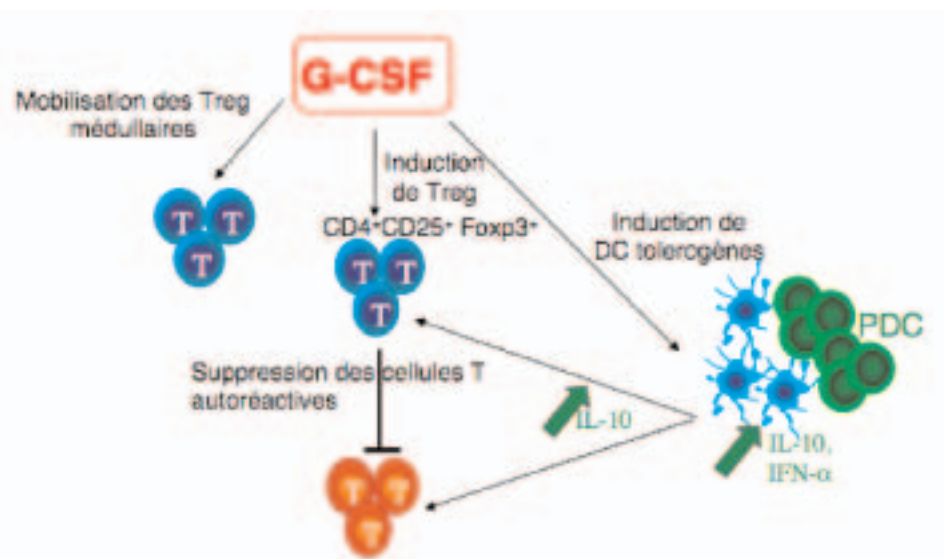 G-CSF
Mobilisation des Treg
médullaires
T T
T
Induction
de Treg
CD4+CD25+ Foxp3+
T T
T
Induction de
DC tolerogènes
PDC
Suppression des cellules T
autoréactives
IL-10
IL-10,
IFN-α
T T
T